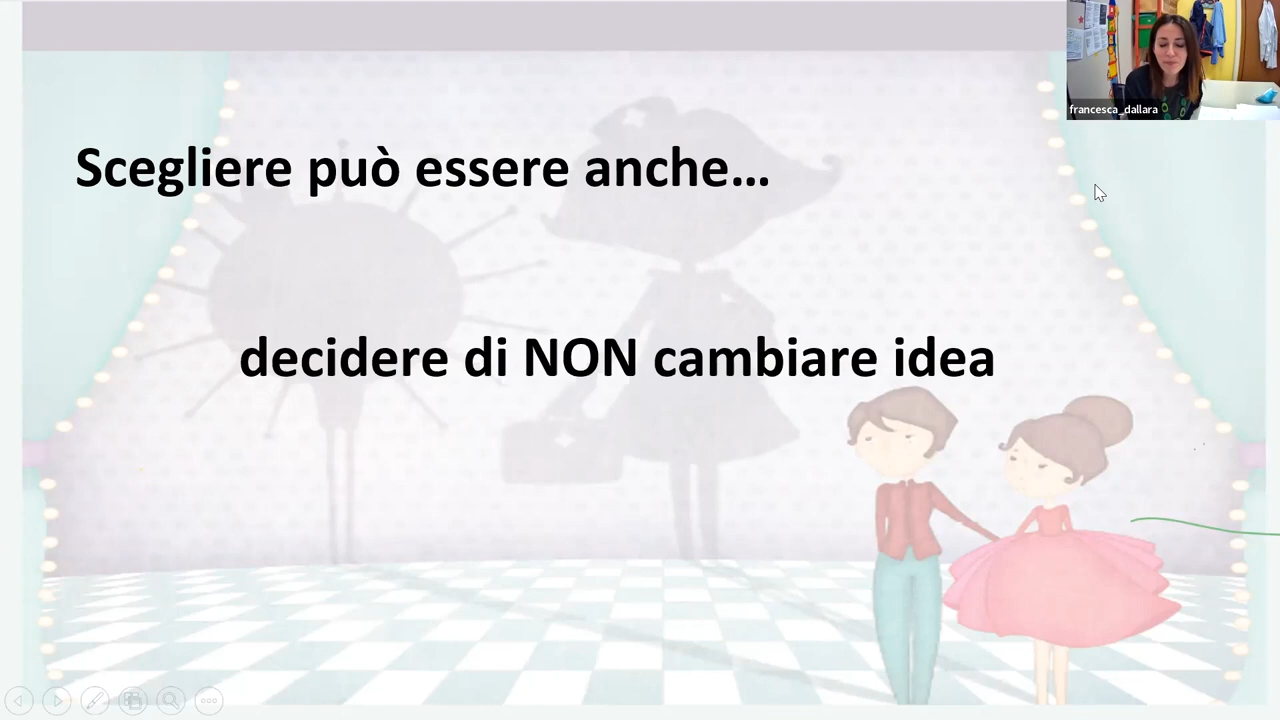 francesca_dallara
Scegliere può essere anche...
decidere di NON cambiare idea